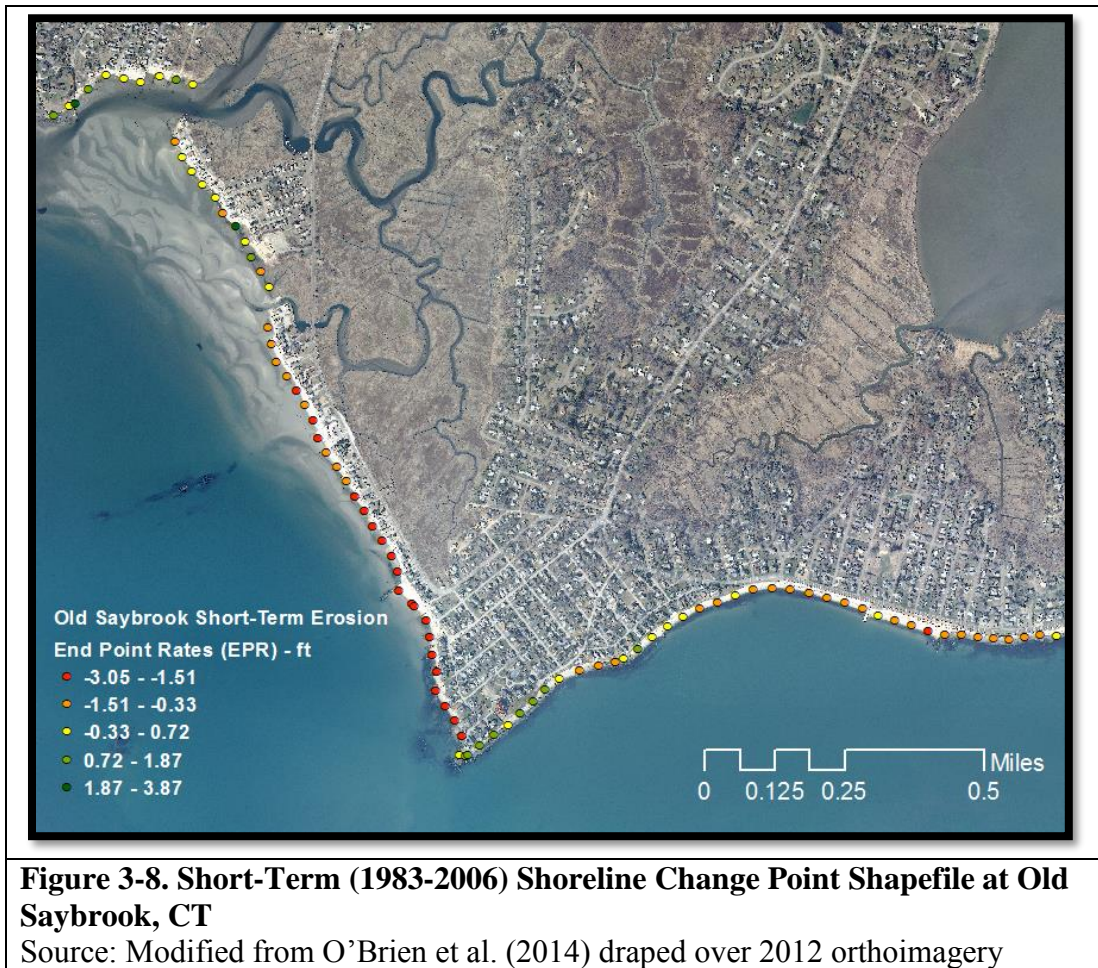 Old Saybrook Short-Term Erosion
End Point Rates (EPR) - ft
-3.05 - -1.51
-1.51 - -0.33
-0.33 - 0.72
0.72 - 1.87
1.87 - 3.87
Miles
0 0.125 0.25 0.5
Figure 3-8. Short-Term (1983-2006) Shoreline Change Point Shapefile at Old
Saybrook, CT
Source: Modified from O’Brien et al. (2014) draped over 2012 orthoimagery